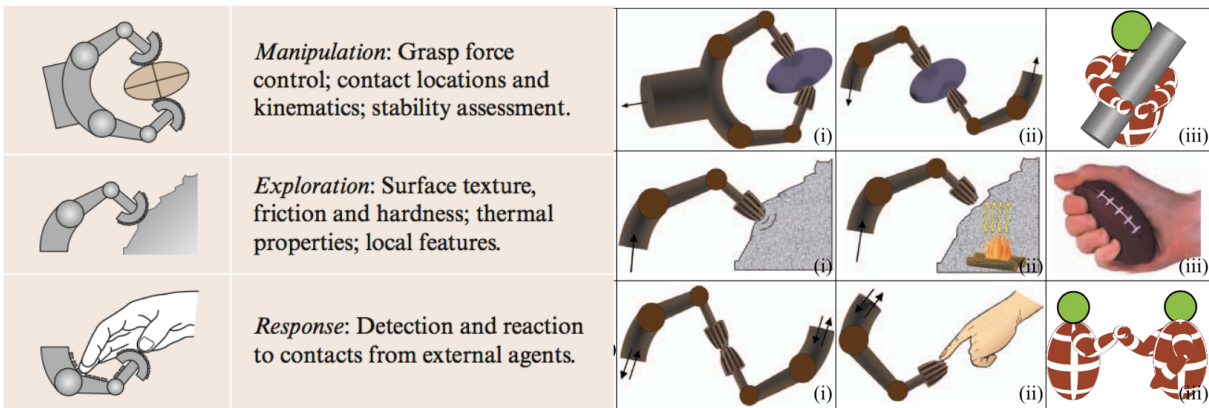 Manipulation: Grasp force
control; contact locations and
kinematics; stability assessment.
(i)
(ii)
(iii)
Exploration: Surface texture,
friction and hardness; thermal
properties; local features.
(i)
(ii)
(iii)
Response: Detection and reaction
to contacts from external agents.
(i)
(ii)
(iii)